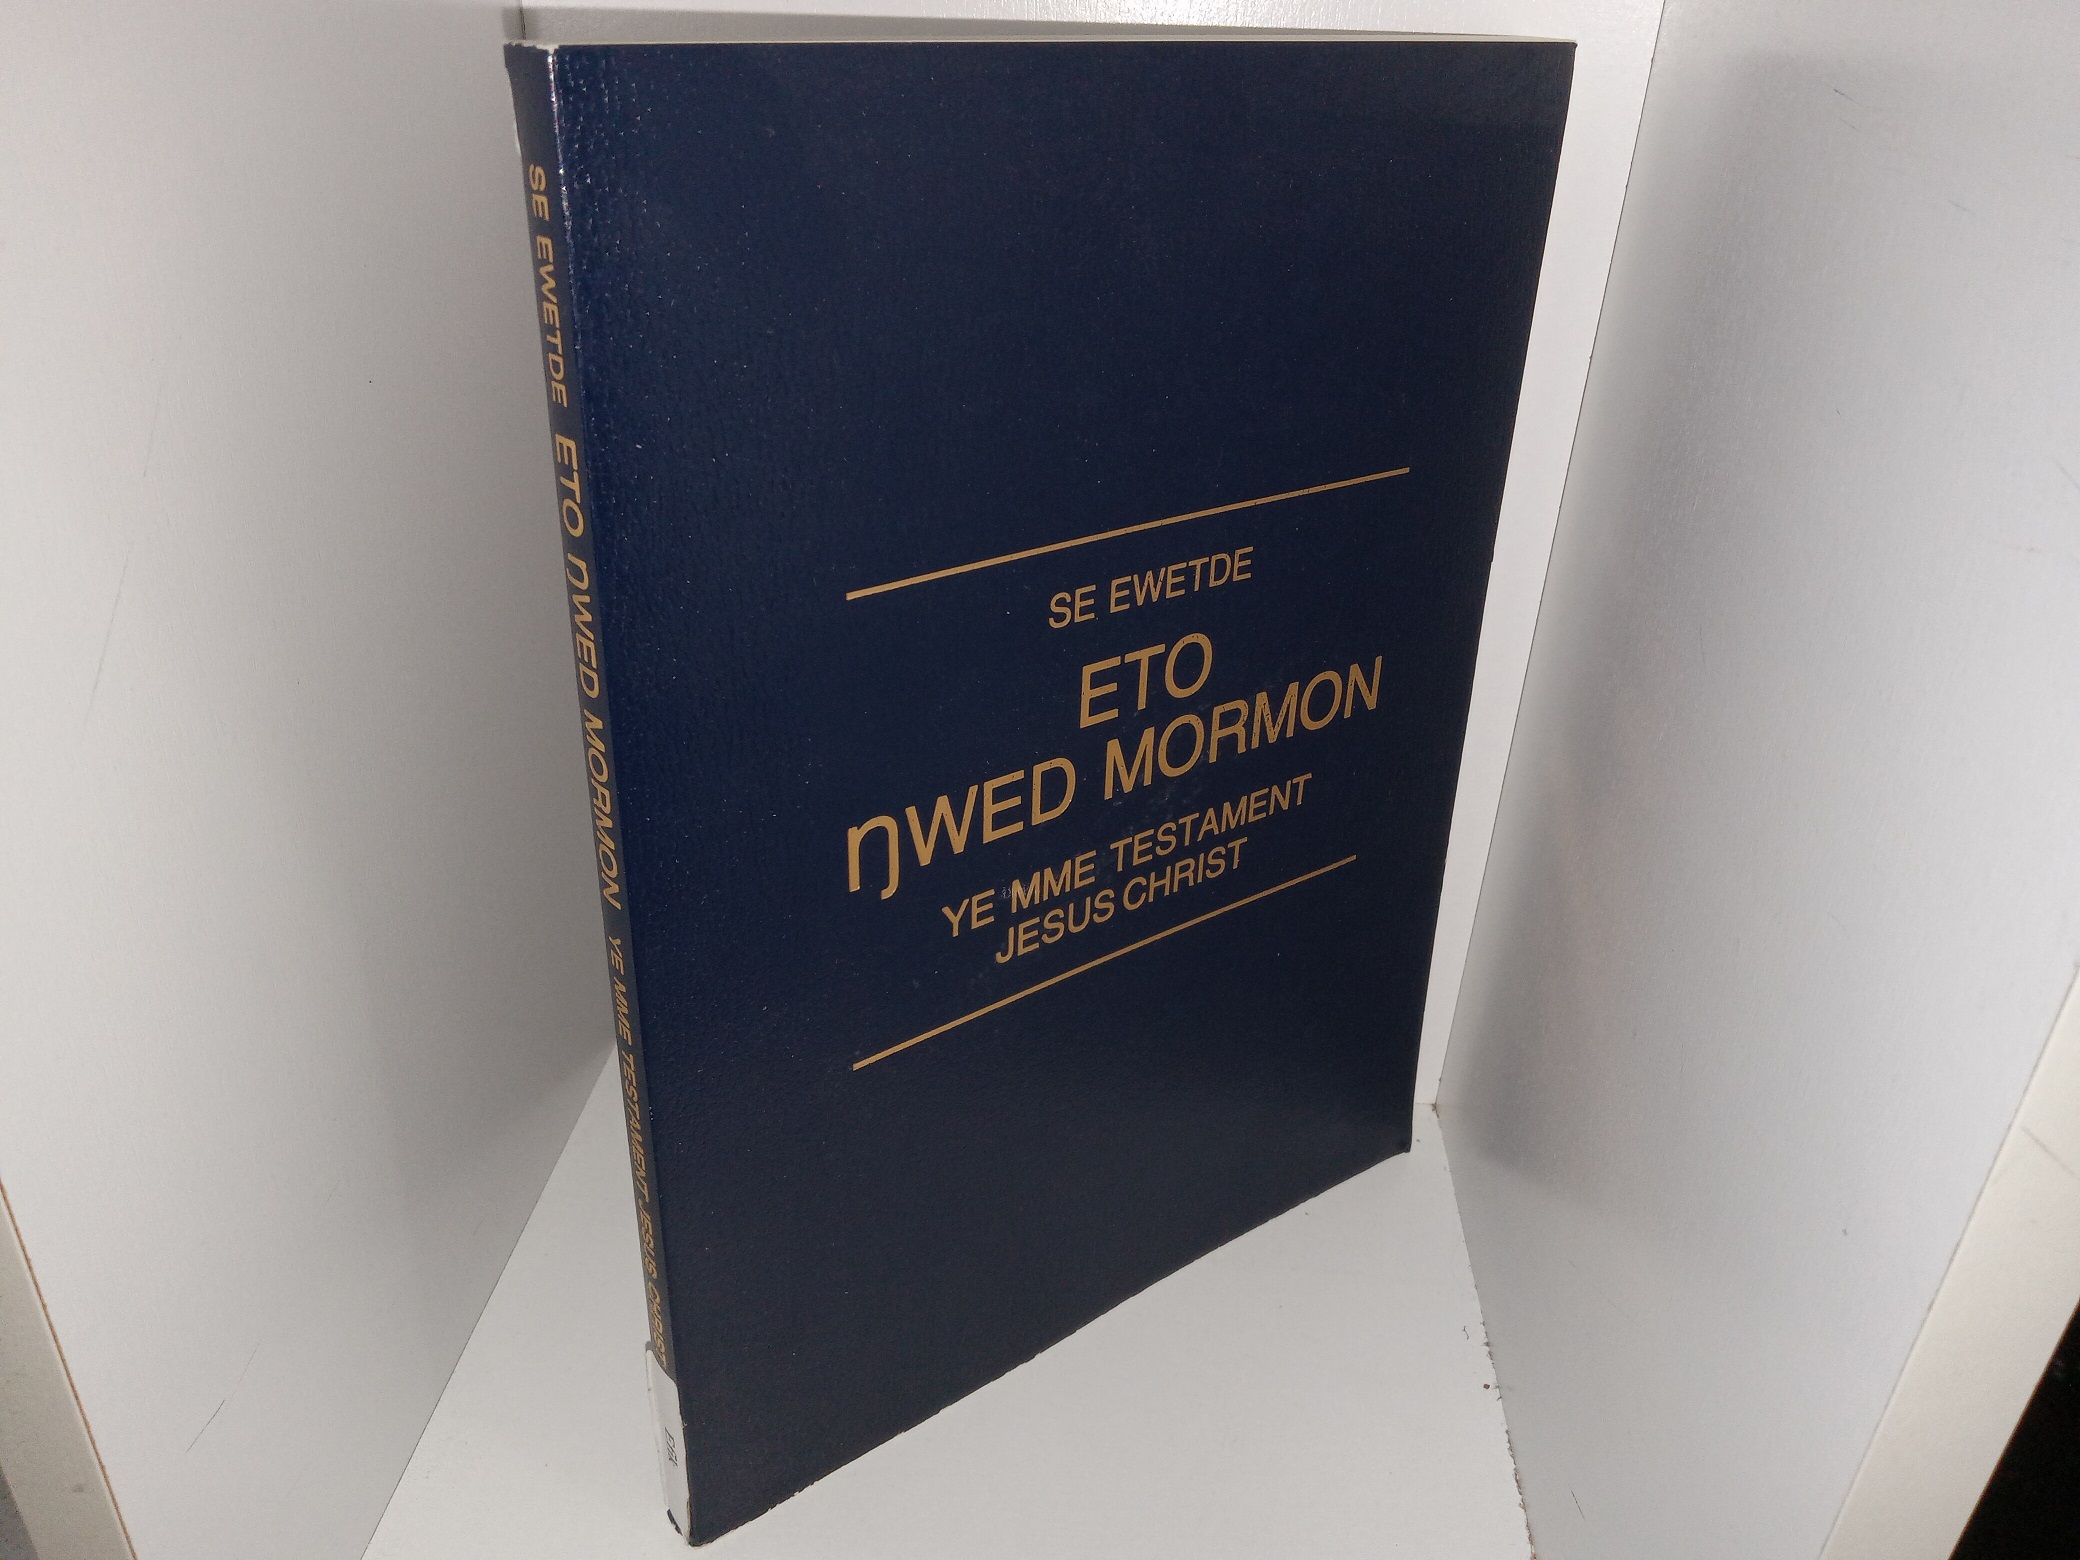 SE EWETDE ETO ŊWED MORMON YE MME TESTAMENT JESUS CHRIST
Efik
SE EWETDE
ETO
ŊWED MORMON
YE MME TESTAMENT
JESUS CHRIST